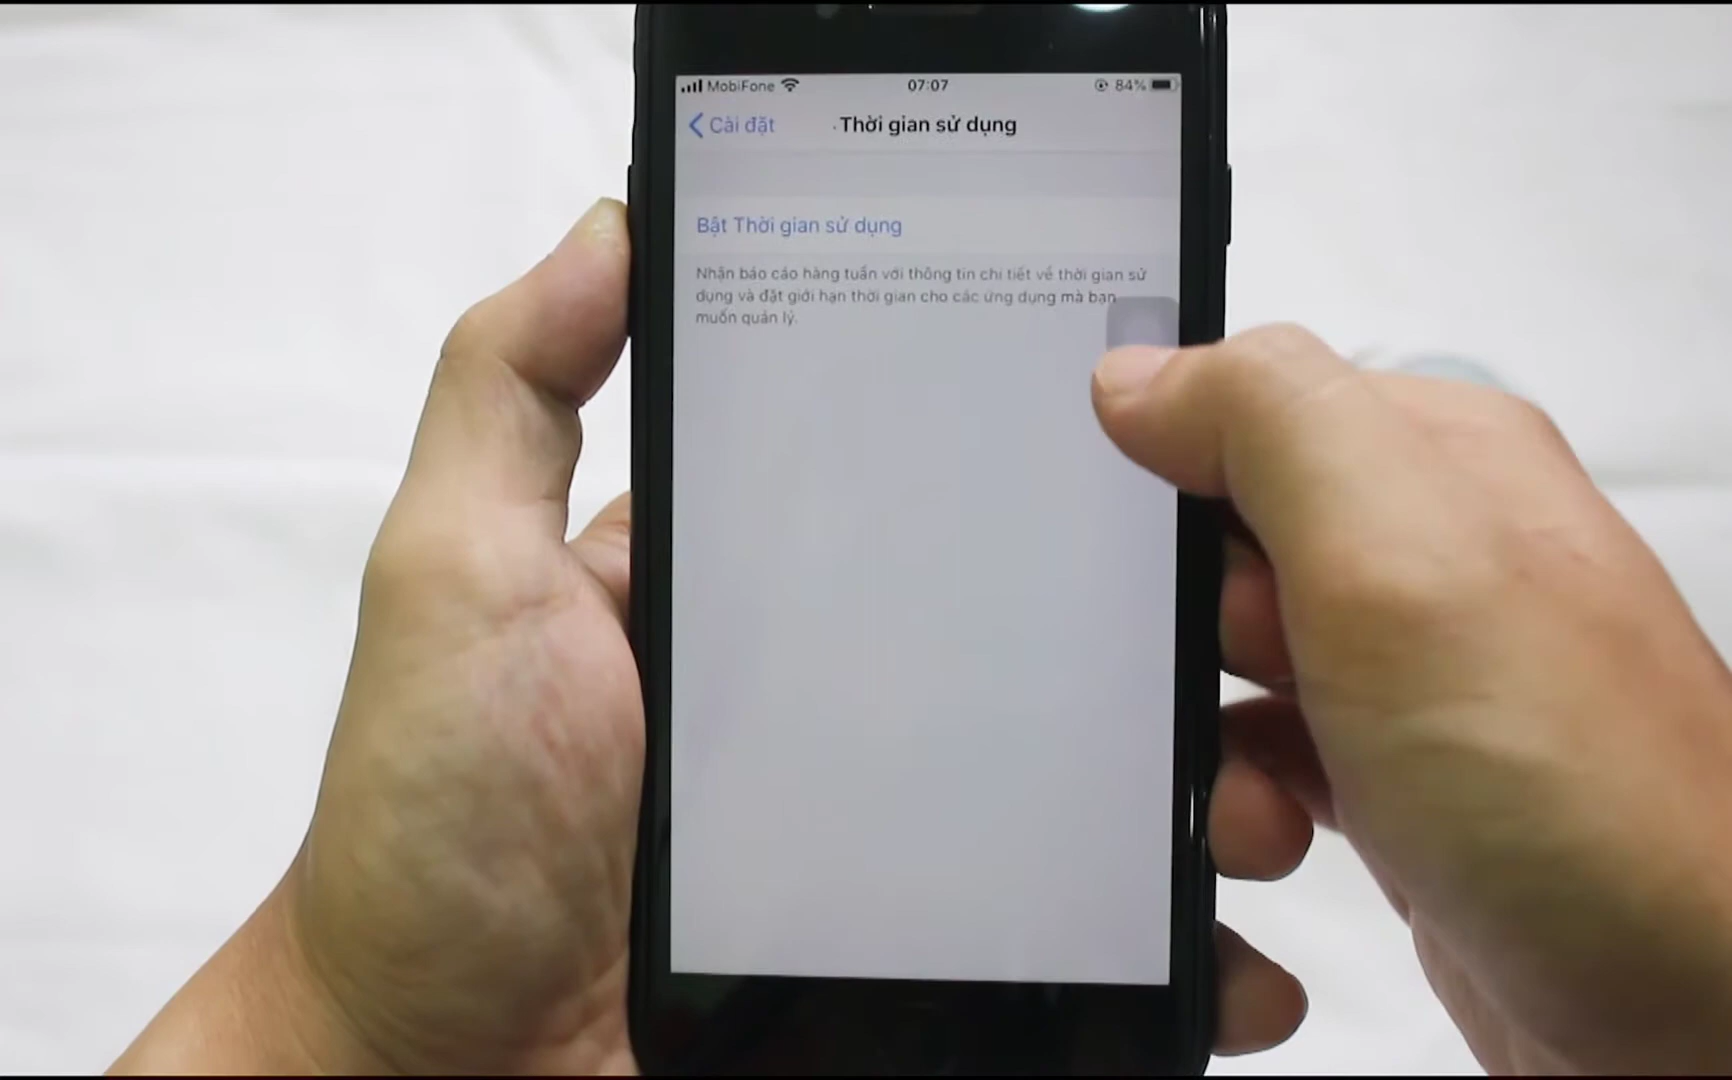 MobiFone 07:07 84%
Cài đặt Thời gian sử dụng
Bật Thời gian sử dụng
Nhận báo cáo hàng tuần với thông tin chi tiết về thời gian sử
dụng và đặt giới hạn thời gian cho các ứng dụng mà bạn
muốn quản lý.